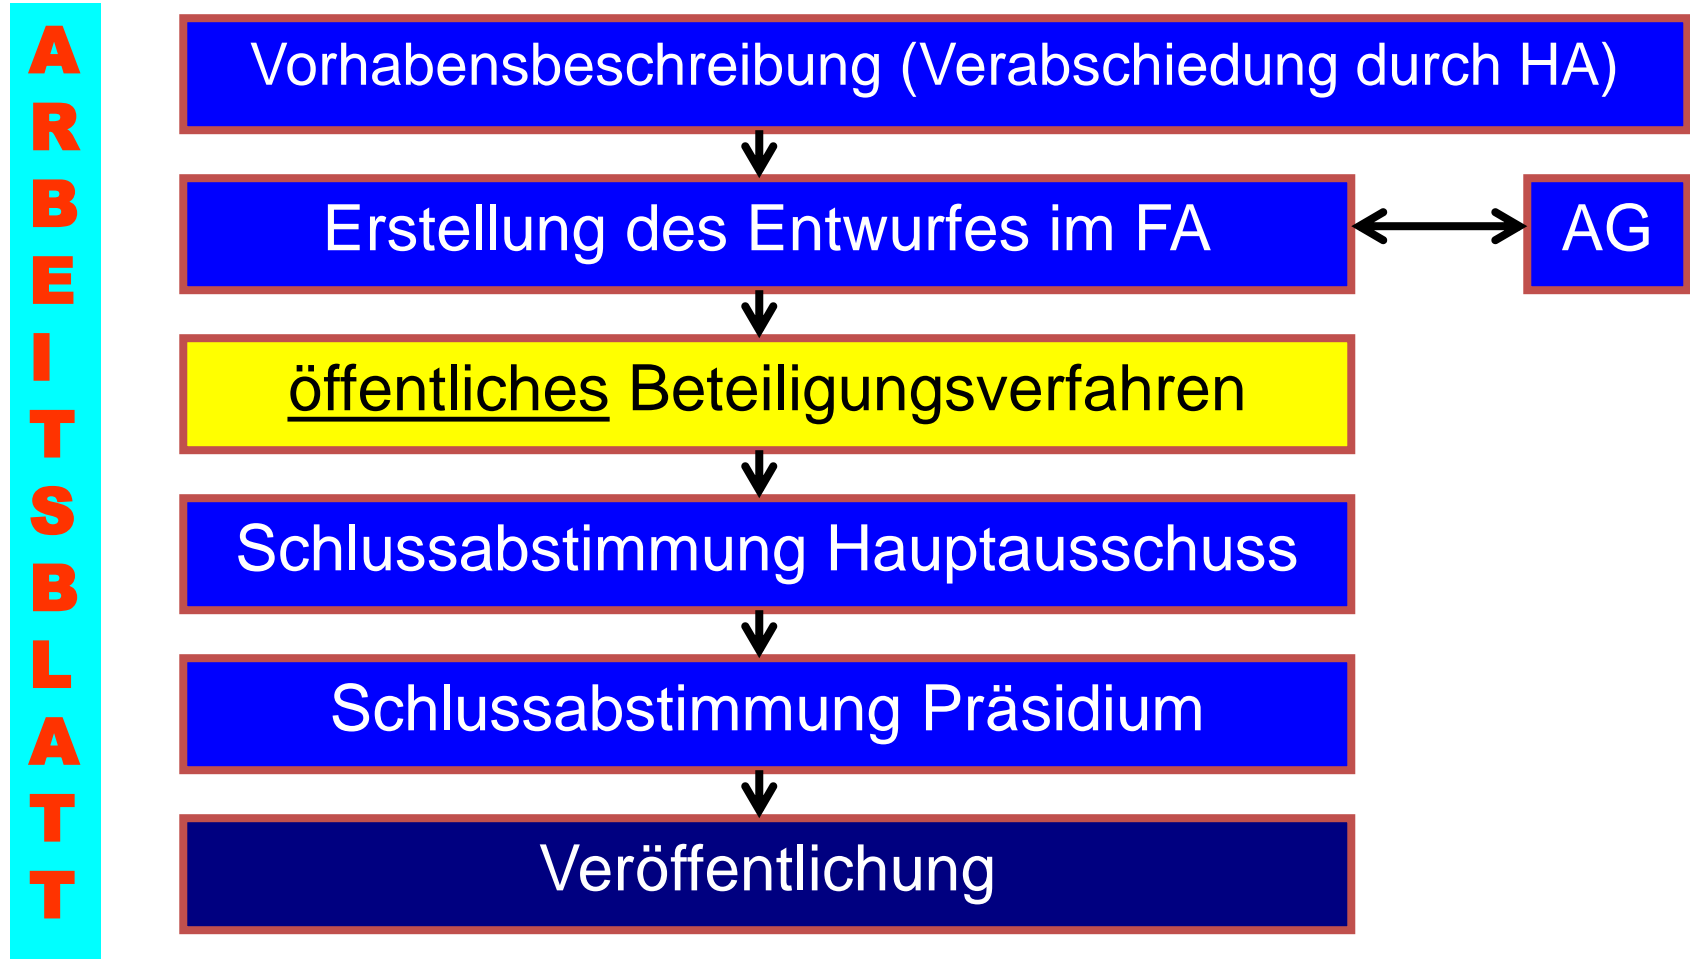 ARBEITSBLATT
Vorhabensbeschreibung (Verabschiedung durch HA)
Erstellung des Entwurfes im FA
AG
öffentliches Beteiligungsverfahren
Schlussabstimmung Hauptausschuss
Schlussabstimmung Präsidium
Veröffentlichung